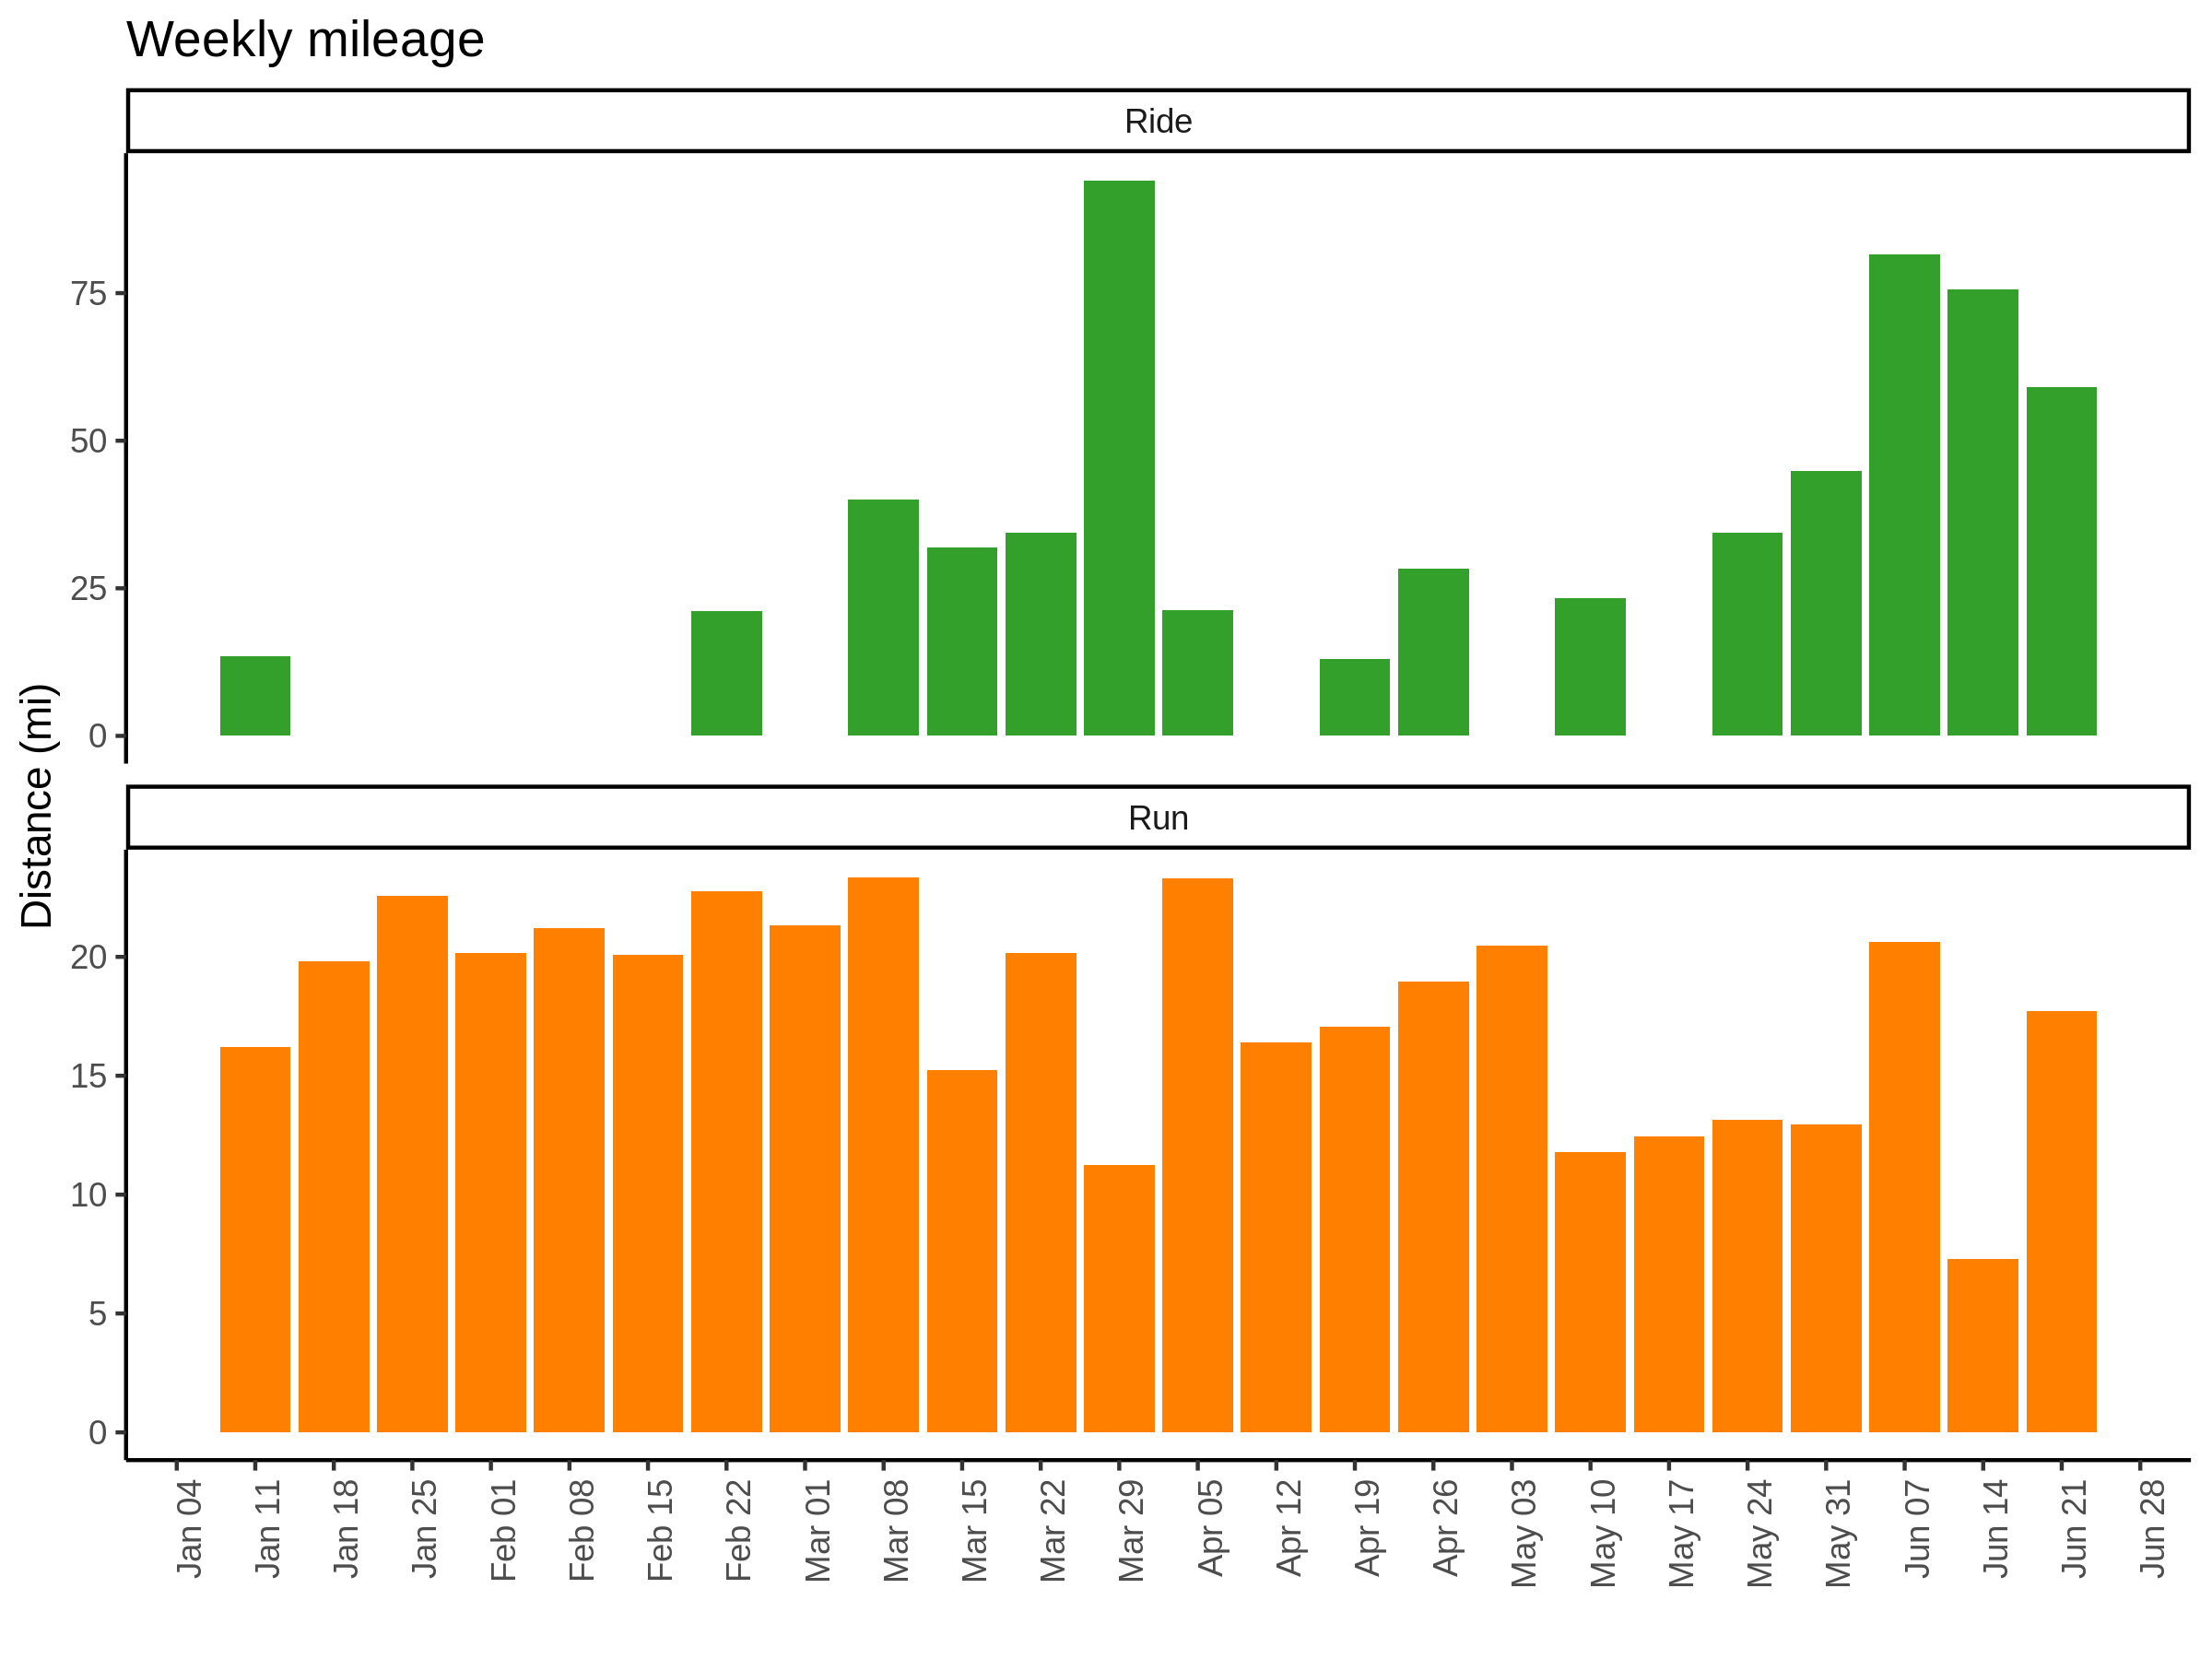 Weekly mileage
Ride
75
50
25
0
Distance (mi)
Run
20
15
10
5
0
Jan 04
Jan 11
Jan 18
Jan 25
Feb 01
Feb 08
Feb 15
Feb 22
Mar 01
Mar 08
Mar 15
Mar 22
Mar 29
Apr 05
Apr 12
Apr 19
Apr 26
May 03
May 10
May 17
May 24
May 31
Jun 07
Jun 14
Jun 21
Jun 28